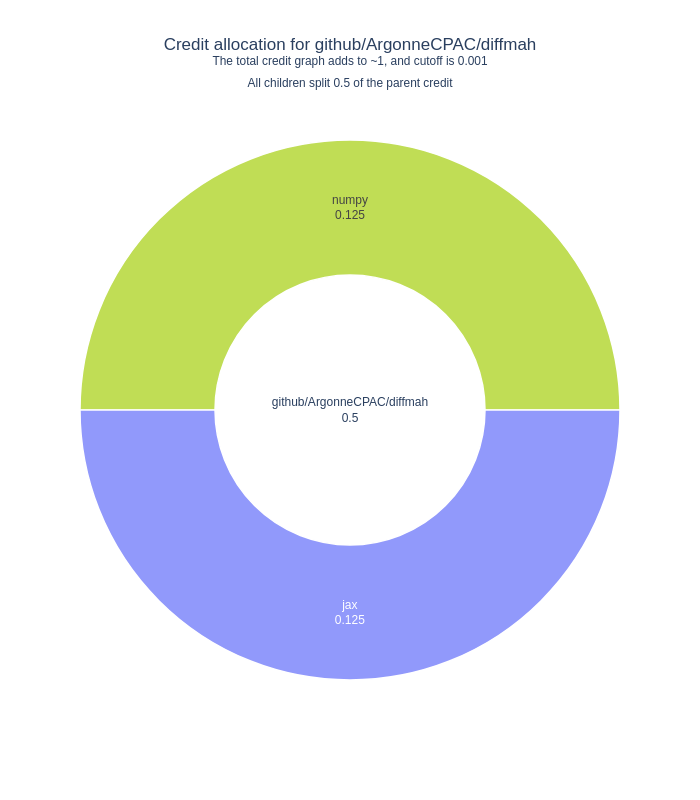 Credit allocation for github/ArgonneCPAC/diffmah
The total credit graph adds to ~1, and cutoff is 0.001
All children split 0.5 of the parent credit
numpy
0.125
github/ArgonneCPAC/diffmah
0.5
jax
0.125